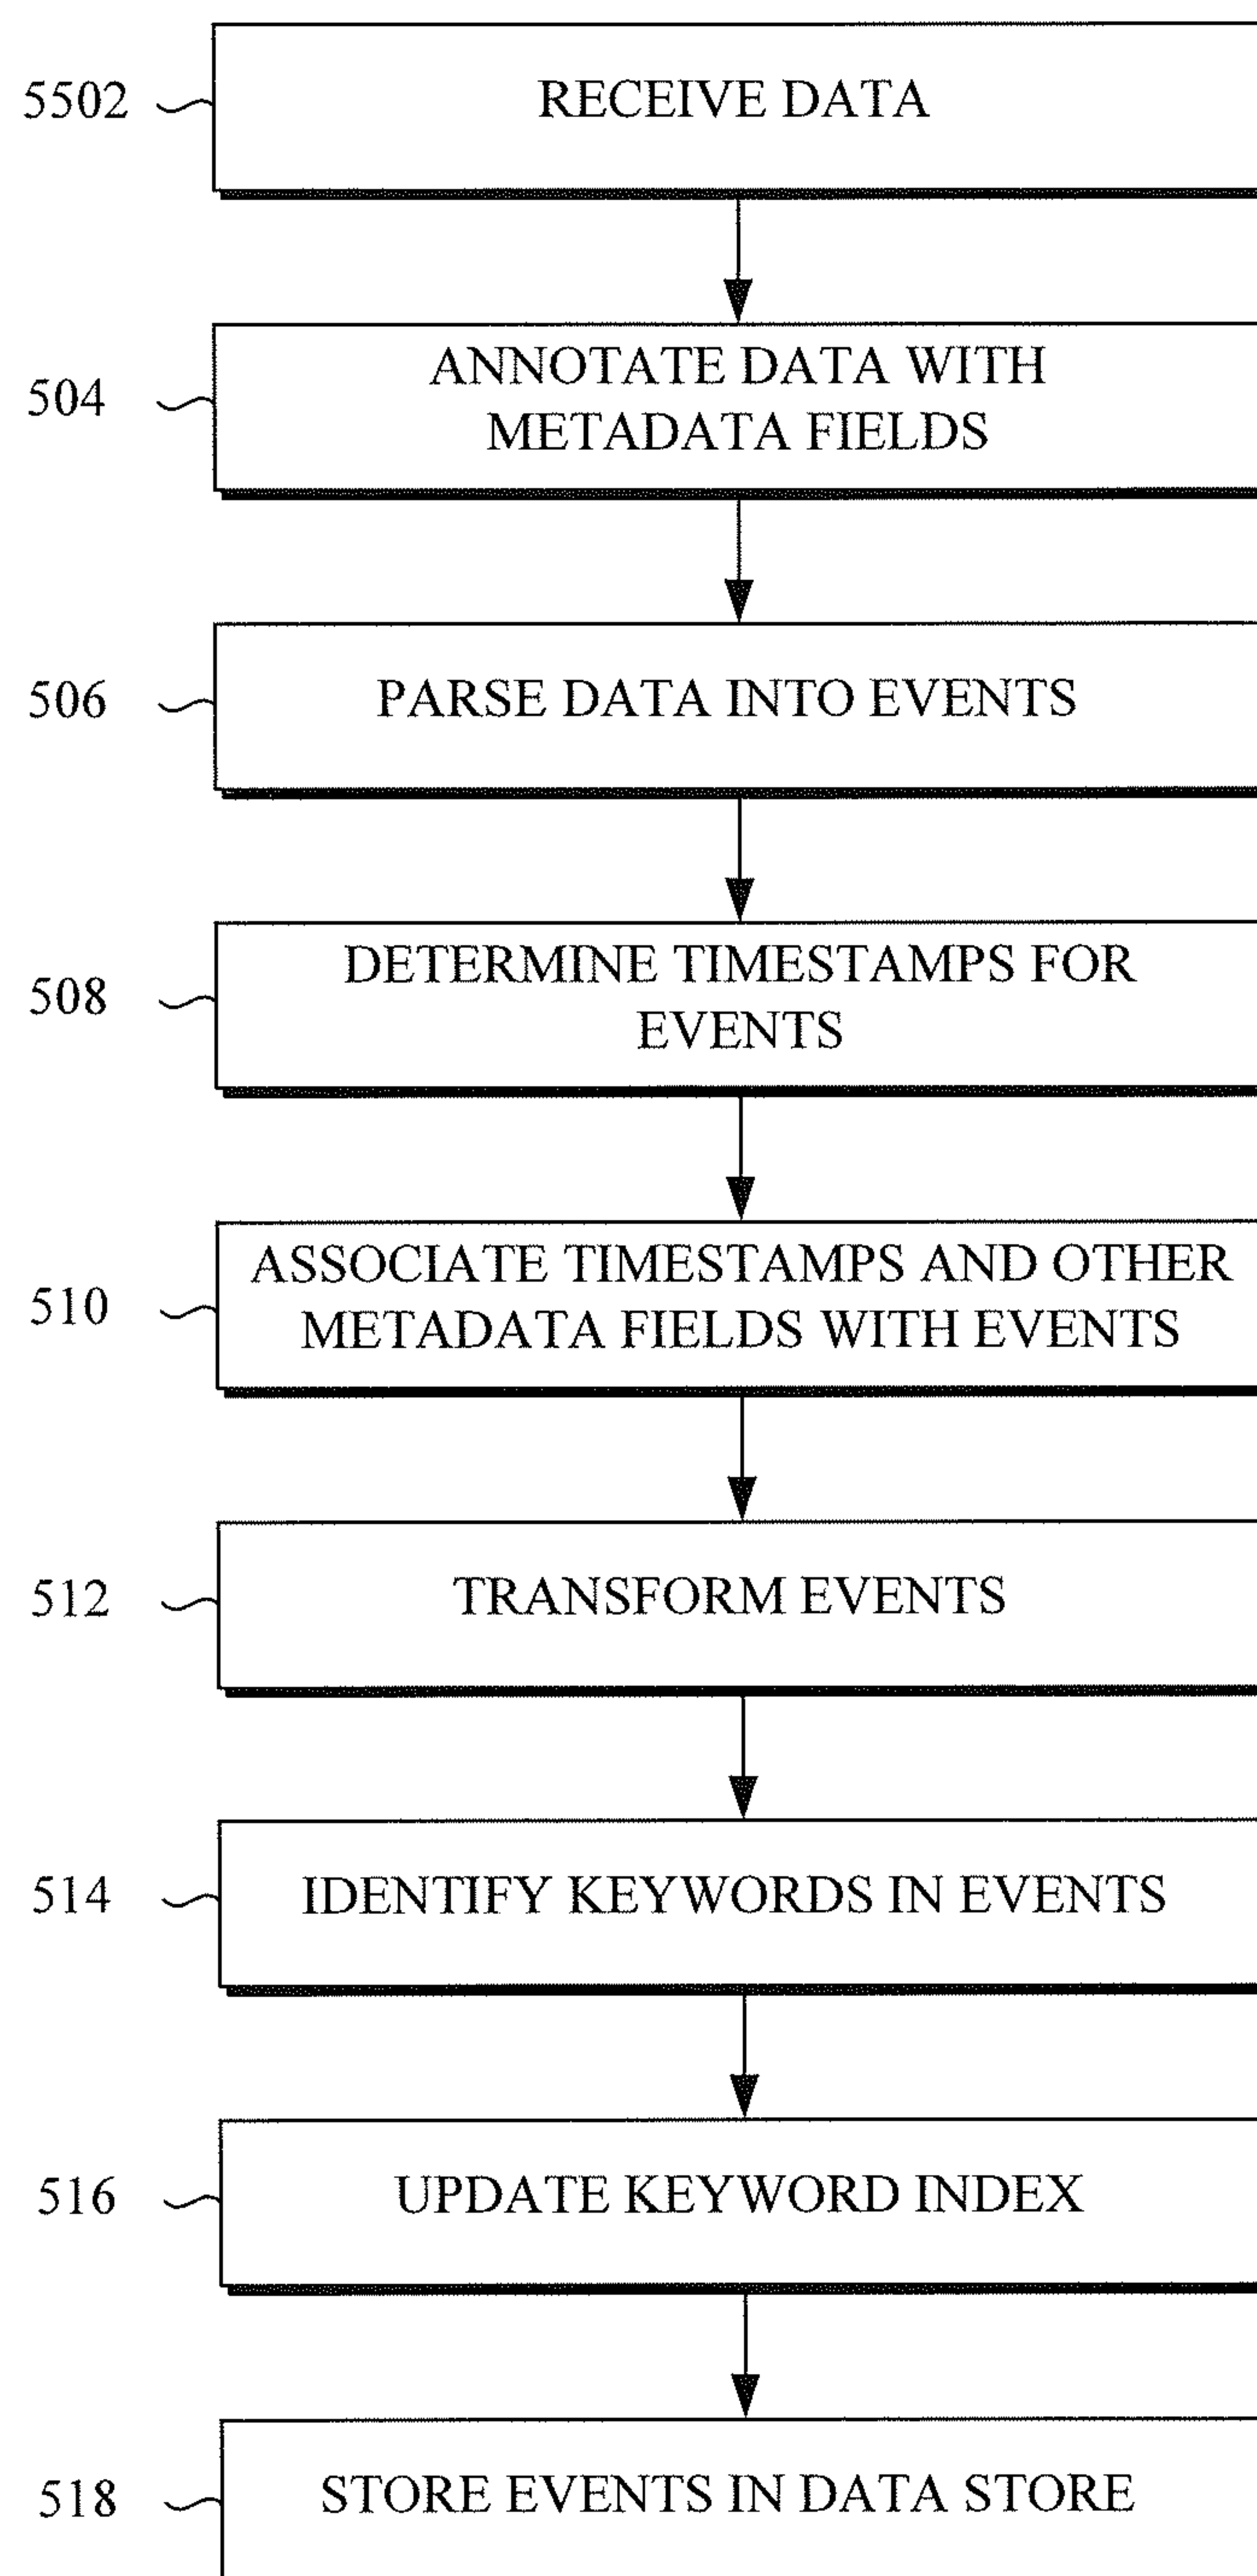 5502 RECEIVE DATA
504 ANNOTATE DATA WITH
METADATA FIELDS
506 PARSE DATA INTO EVENTS
508 DETERMINE TIMESTAMPS FOR
EVENTS
510 ASSOCIATE TIMESTAMPS AND OTHER
METADATA FIELDS WITH EVENTS
512 TRANSFORM EVENTS
514 IDENTIFY KEYWORDS IN EVENTS
516 UPDATE KEYWORD INDEX
518 STORE EVENTS IN DATA STORE